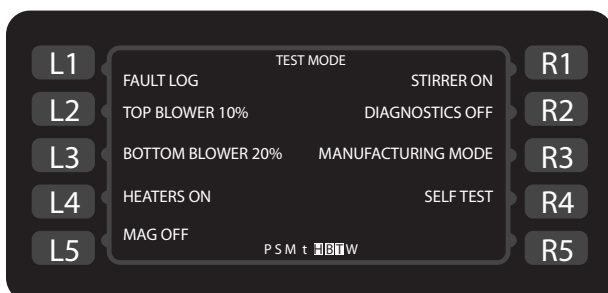 TEST MODE
L1 FAULT LOG STIRRER ON R1
L2 TOP BLOWER 10% DIAGNOSTICS OFF R2
L3 BOTTOM BLOWER 20% MANUFACTURING MODE R3
L4 HEATERS ON SELF TEST R4
L5 MAG OFF R5
P S M t H B T W